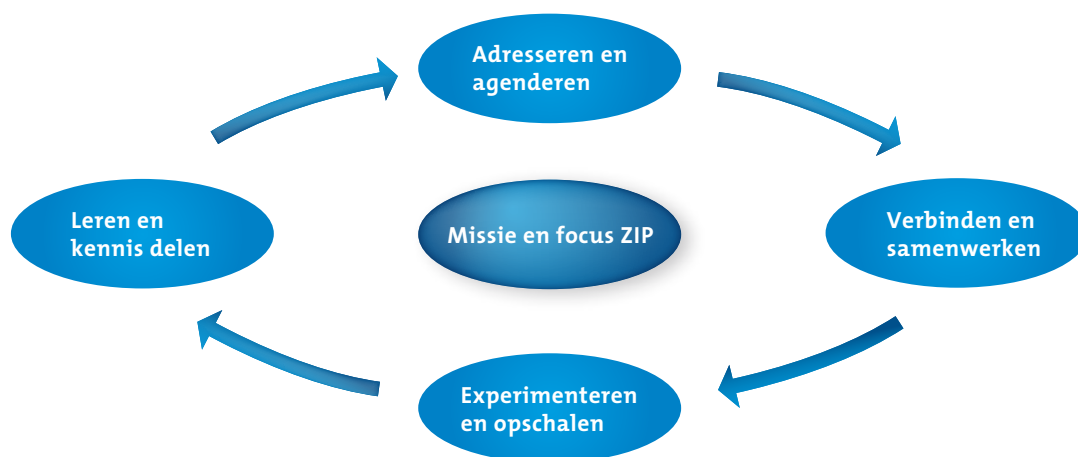 Adresseren en
agenderen
Leren en
kennis delen
Missie en focus ZIP
Verbinden en
samenwerken
Experimenteren
en opschalen